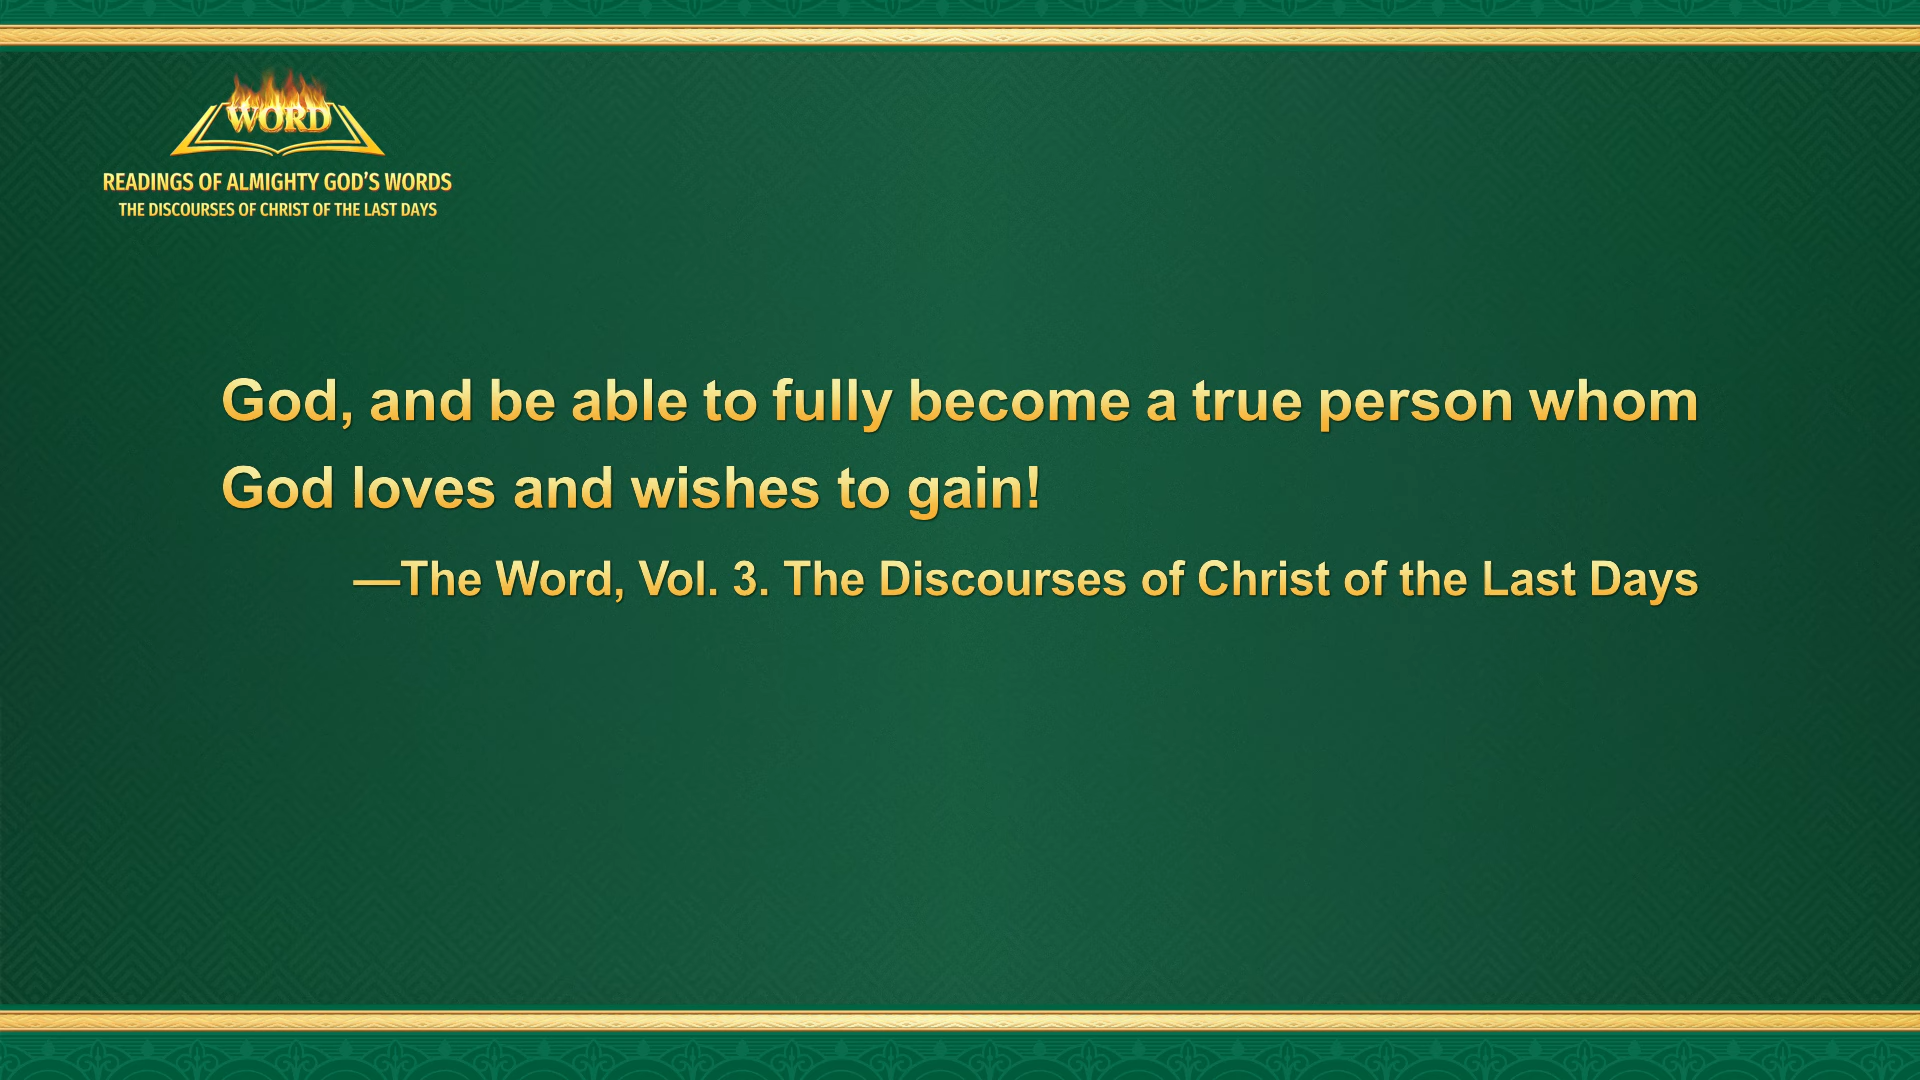 WORD
READINGS OF ALMIGHTY GOD'S WORDS
THE DISCOURSES OF CHRIST OF THE LAST DAYS
God, and be able to fully become a true person whom
God loves and wishes to gain!
—The Word, Vol. 3. The Discourses of Christ of the Last Days